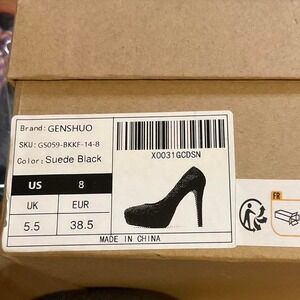 Brand: GENSHUO
SKU: GS059-BKKF-14-8
Color: Suede Black
X0031GCDSN
US 8
UK EUR
5.5 38.5
MADE IN CHINA
FR